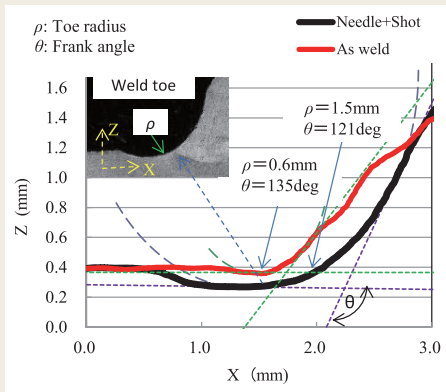 ρ: Toe radius
θ: Frank angle
Needle+Shot
As weld
Weld toe
Z
ρ
X
ρ=1.5mm
θ=121deg
ρ=0.6mm
θ=135deg
θ
Z (mm)
1.6
1.4
1.2
1.0
0.8
0.6
0.4
0.2
0.0
0.0 1.0 2.0 3.0
X (mm)